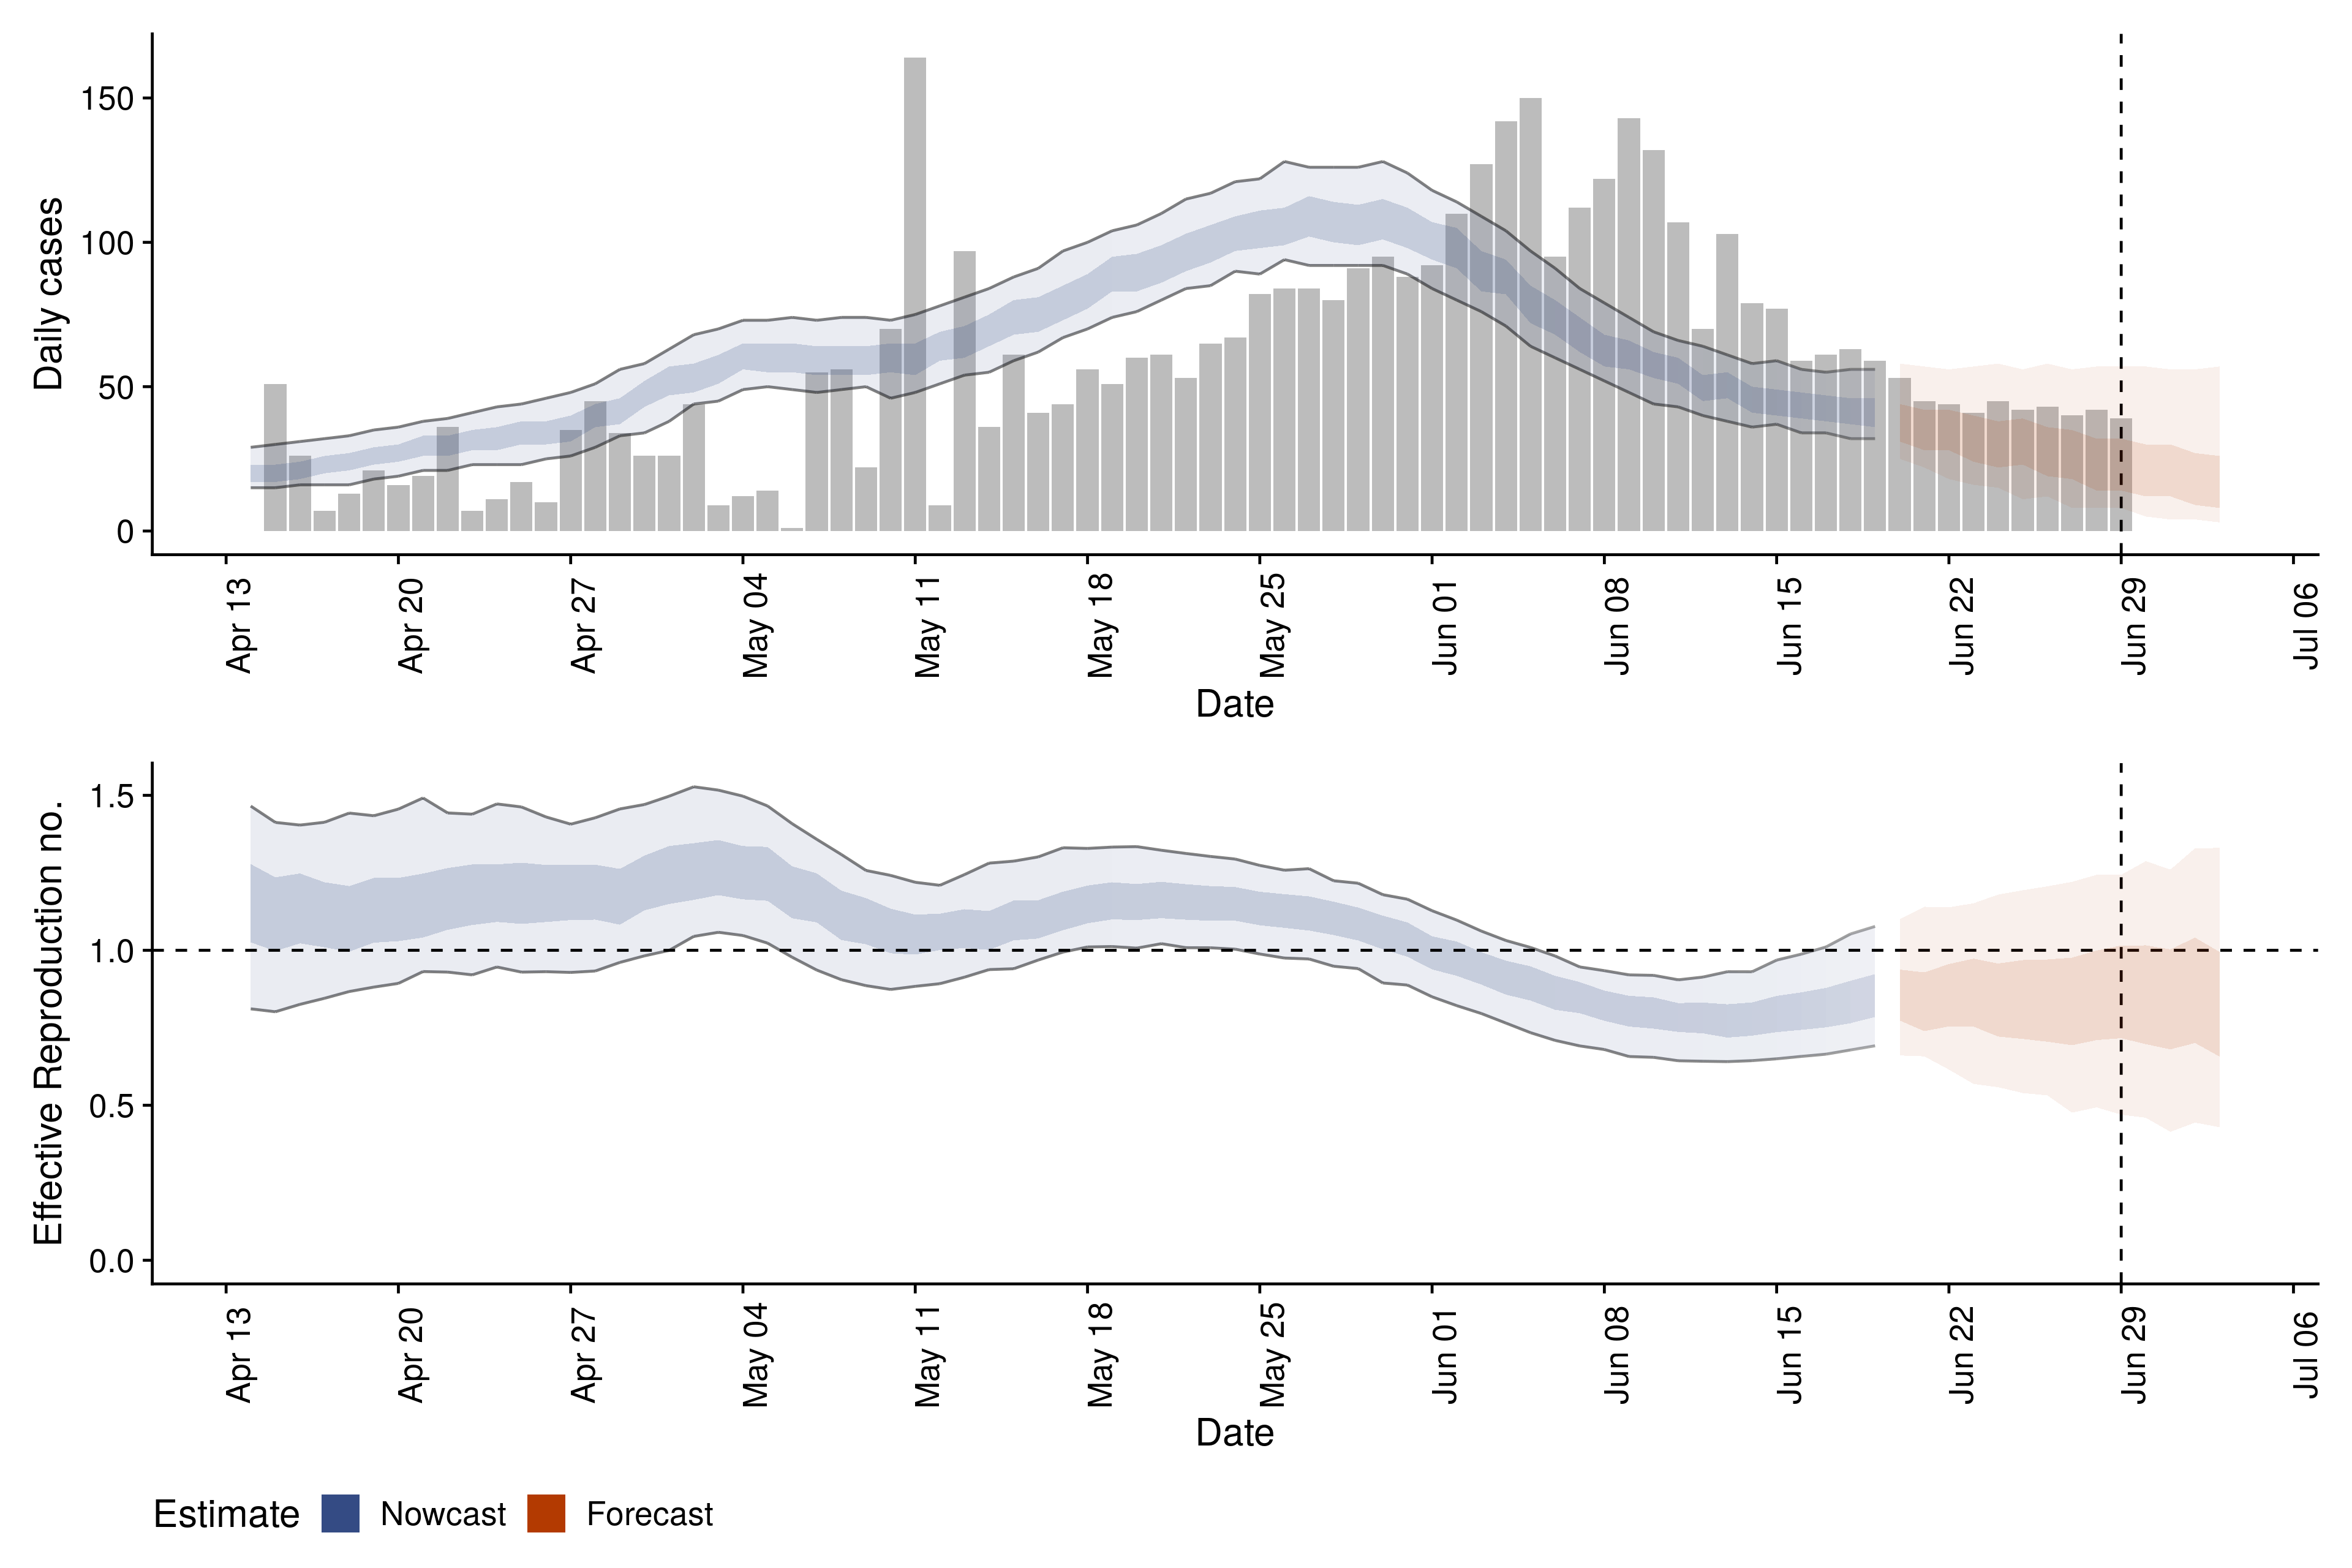 Daily cases
150
100
50
0
Apr 13
Apr 20
Apr 27
May 04
May 11
May 18
May 25
Jun 01
Jun 08
Jun 15
Jun 22
Jun 29
Jul 06
Date
Effective Reproduction no.
1.5
1.0
0.5
0.0
Apr 13
Apr 20
Apr 27
May 04
May 11
May 18
May 25
Jun 01
Jun 08
Jun 15
Jun 22
Jun 29
Jul 06
Date
Estimate Nowcast Forecast